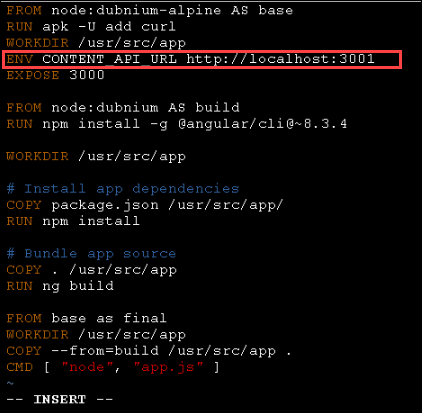 FROM node:dubnium-alpine AS base
RUN apk -U add curl
WORKDIR /usr/src/app
ENV CONTENT_API_URL http://localhost:3001
EXPOSE 3000
FROM node:dubnium AS build
RUN npm install -g @angular/cli@~8.3.4
WORKDIR /usr/src/app
# Install app dependencies
COPY package.json /usr/src/app/
RUN npm install
# Bundle app source
COPY . /usr/src/app
RUN ng build
FROM base as final
WORKDIR /usr/src/app
COPY --from=build /usr/src/app .
CMD [ "node", "app.js" ]
~
-- INSERT --